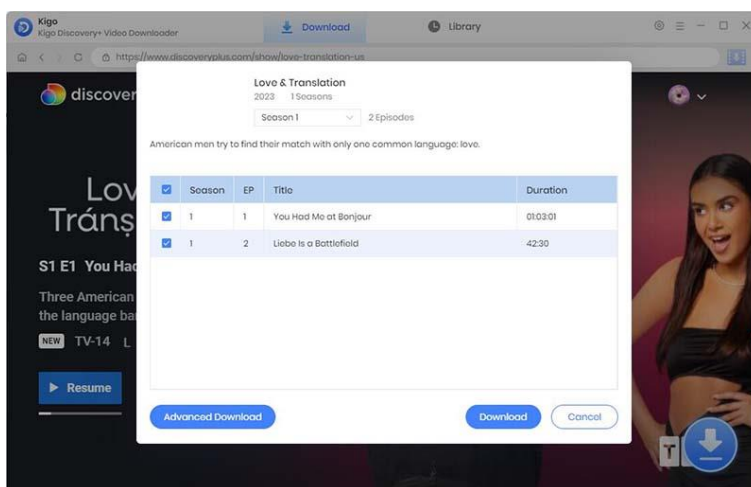 Kigo
Kigo Discovery+ Video Downloader
Download
Library
https://www.discoveryplus.com/show/love-translation-us
discover
Love & Translation
2023 1 Seasons
Season 1 2 Episodes
American men try to find their match with only one common language: love.
Season EP Title Duration
1 1 You Had Me at Bonjour 01:03:01
1 2 Liebe Is a Battlefield 42:30
Lov
Tráns
S1 E1 You Had
Three American
the language ba
NEW TV-14 L
Resume
Advanced Download
Download
Cancel
T